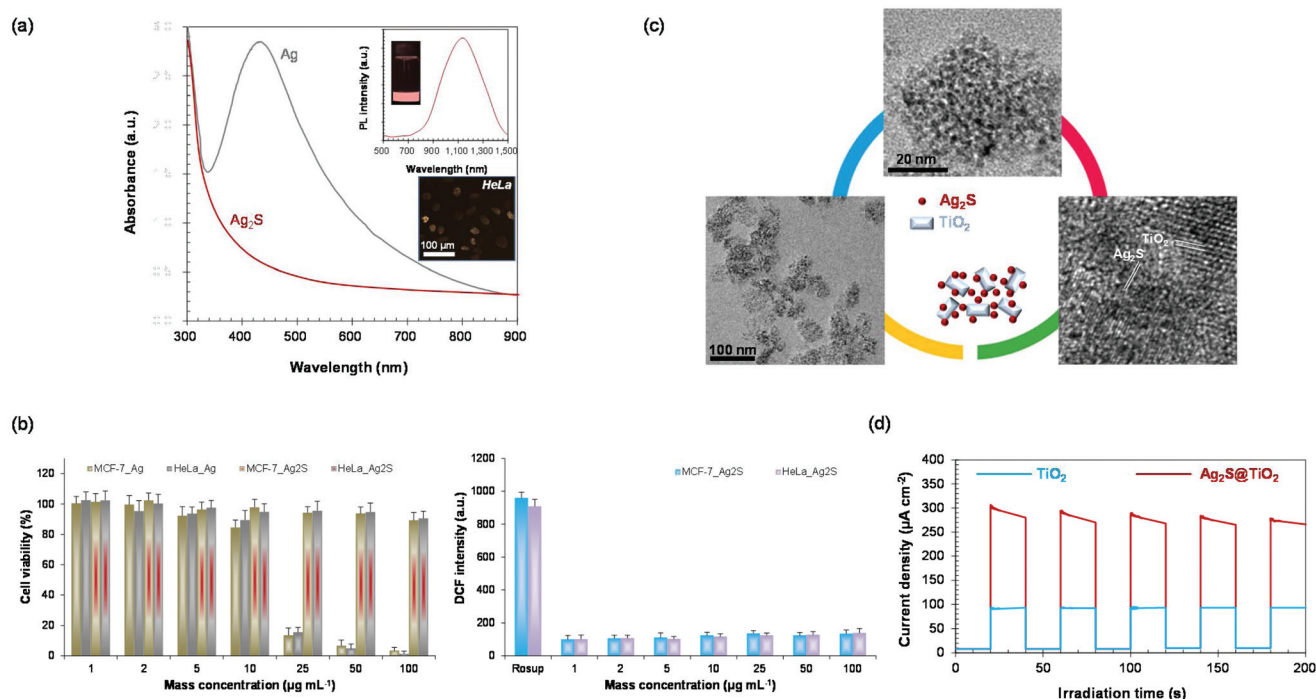 (a)
Absorbance (a.u.)
Ag
Ag2S
300 400 500 600 700 800 900
Wavelength (nm)
PL intensity (a.u.)
500 700 900 1,100 1,300 1,500
Wavelength (nm)
HeLa
100 µm
(b)
Cell viability (%)
MCF-7_Ag HeLa_Ag MCF-7_Ag2S HeLa_Ag2S
120
100
80
60
40
20
0
1 2 5 10 25 50 100
Mass concentration (µg mL-1)
DCF intensity (a.u.)
MCF-7_Ag2S HeLa_Ag2S
1200
1000
800
600
400
200
0
Rosup 1 2 5 10 25 50 100
Mass concentration (µg mL-1)
(c)
20 nm
Ag2S
TiO2
100 nm
TiO2
Ag2S
(d)
Current density (µA cm-2)
TiO2 Ag2S@TiO2
400
350
300
250
200
150
100
50
0
0 40 80 120 160 200
Irradiation time (s)